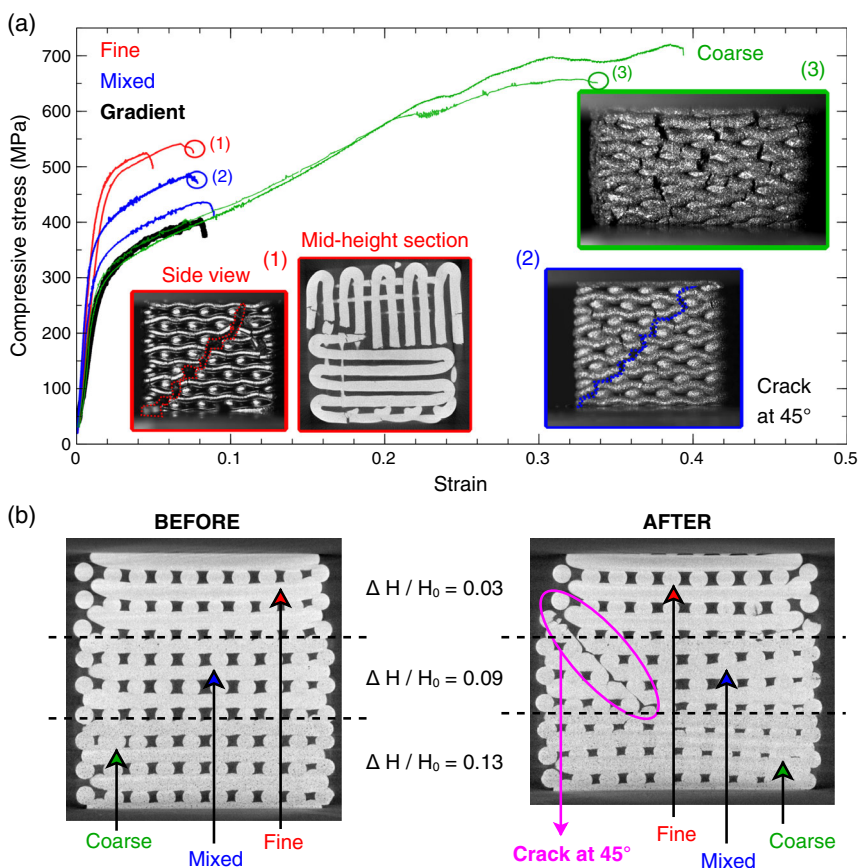 (a)
Fine
Mixed
Gradient
Coarse
(1)
(2)
(3)
(3)
Side view
(1)
Mid-height section
(2)
Crack
at 45°
Compressive stress (MPa)
700
600
500
400
300
200
100
0
0
0.1
0.2
0.3
0.4
0.5
Strain
(b)
BEFORE
AFTER
Δ H / H₀ = 0.03
Δ H / H₀ = 0.09
Δ H / H₀ = 0.13
Coarse
Mixed
Fine
Crack at 45°
Fine
Mixed
Coarse